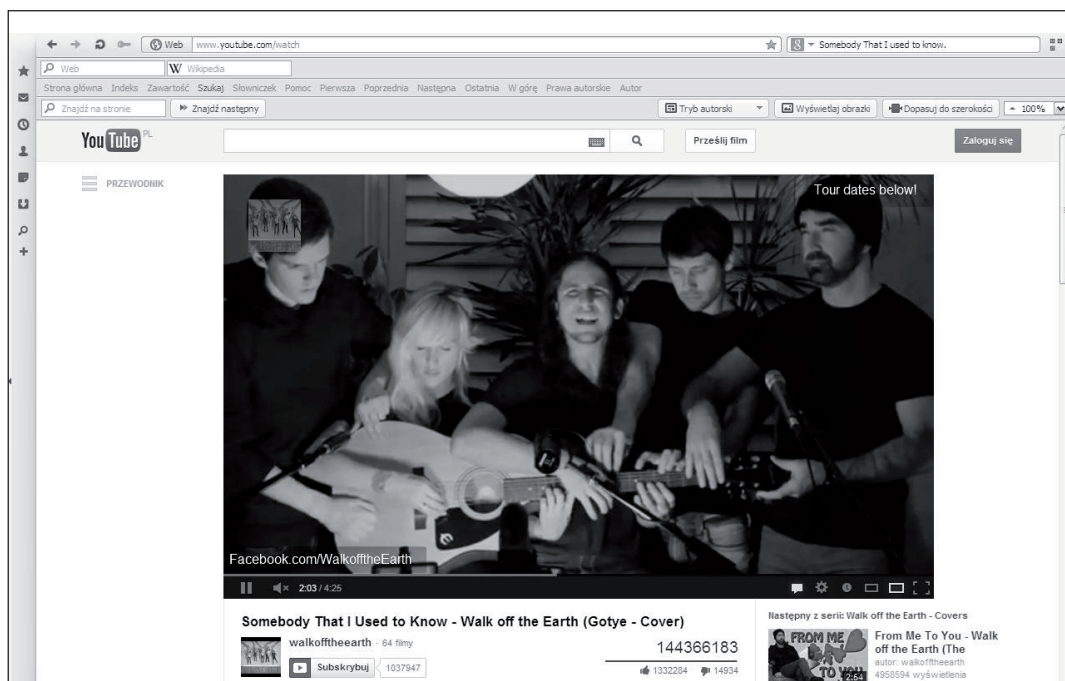 Web www.youtube.com/watch Somebody That I used to know.
Web W Wikipedia
Strona główna Indeks Zawartość Szukaj Słowniczek Pomoc Pierwsza Poprzednia Następna Ostatnia W górę Prawa autorskie Autor
Znajdź na stronie Znajdź następny Tryb autorski Wyświetlaj obrazki Dopasuj do szerokości 100%
YouTube PL Prześlij film Zaloguj się
PRZEWODNIK
Tour dates below!
Facebook.com/WalkofftheEarth
2:03 / 4:25
Somebody That I Used to Know - Walk off the Earth (Gotye - Cover)
walkofftheearth · 64 filmy
Subskrybuj 1037947
144366183
1332284 14934
Następny z serii: Walk off the Earth - Covers
FROM ME TO YOU
2:54
From Me To You - Walk
off the Earth (The
autor: walkofftheearth
4958594 wyświetlenia